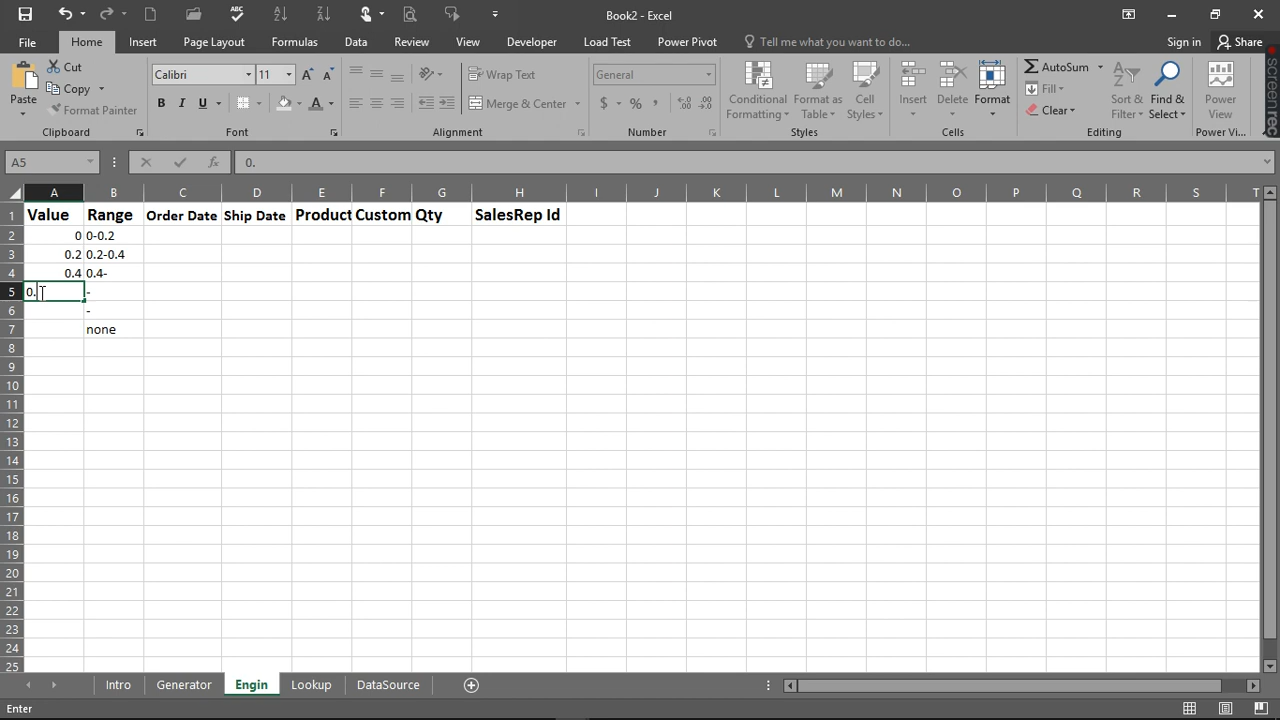 Book2 - Excel
File Home Insert Page Layout Formulas Data Review View Developer Load Test Power Pivot Tell me what you want to do... Sign in Share
Paste Cut Copy Format Painter Clipboard
Calibri 11 A A B I U A Font
Wrap Text Merge & Center Alignment
General $ % , Number
Conditional Formatting Format as Table Cell Styles Styles
Insert Delete Format Cells
AutoSum Fill Clear Sort & Filter Find & Select Editing
Power View Power Vi...
screenrec
A5 fx 0.
A B C D E F G H I J K L M N O P Q R S T
1 Value Range Order Date Ship Date Product Custom Qty SalesRep Id
2 0 0-0.2
3 0.2 0.2-0.4
4 0.4 0.4-
5 0. -
6 -
7 none
8
9
10
11
12
13
14
15
16
17
18
19
20
21
22
23
24
25
Intro Generator Engin Lookup DataSource
Enter